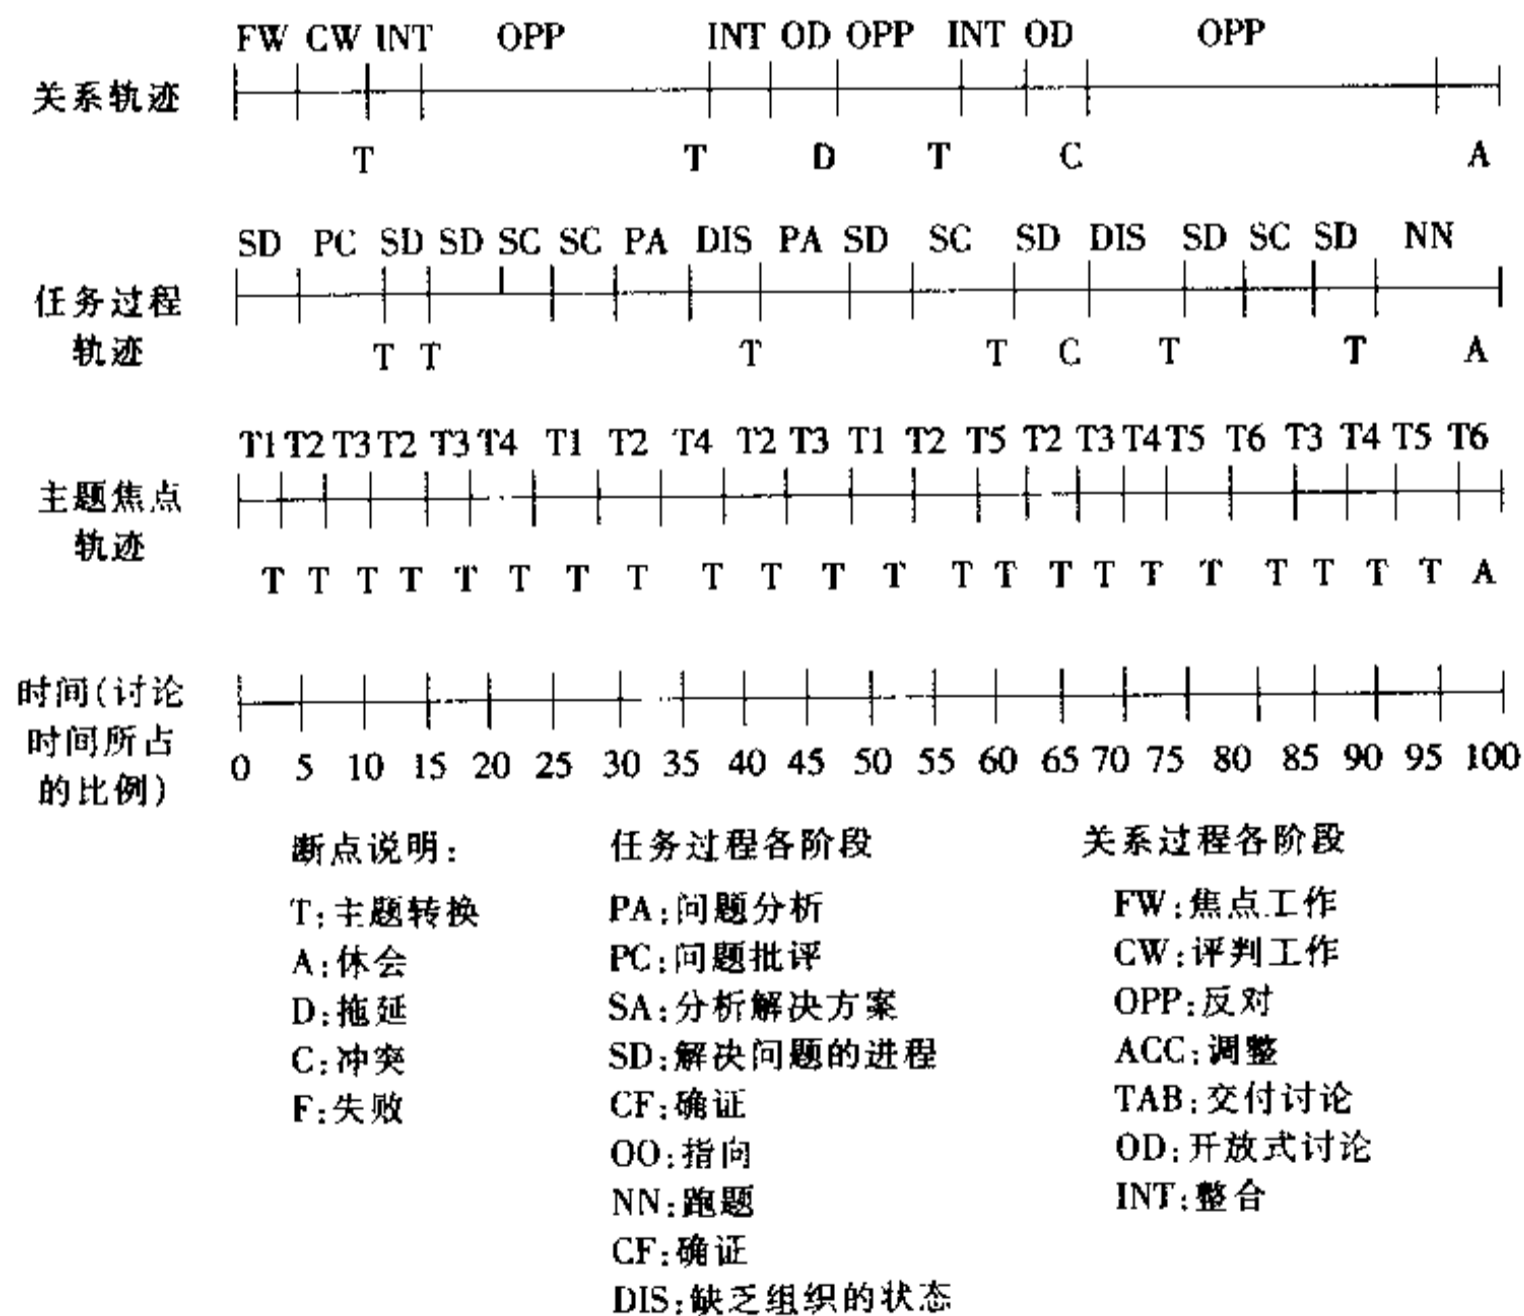 FW CW INT OPP INT OD OPP INT OD OPP
关系轨迹
T T D T C A
SD PC SD SD SC SC PA DIS PA SD SC SD DIS SD SC SD NN
任务过程
轨迹
T T T T C T T A
T1 T2 T3 T2 T3 T4 T1 T2 T4 T2 T3 T1 T2 T5 T2 T3 T4 T5 T6 T3 T4 T5 T6
主题焦点
轨迹
T T T T T T T T T T T T T T T T T T T T T T A
时间(讨论
时间所占
的比例)
0 5 10 15 20 25 30 35 40 45 50 55 60 65 70 75 80 85 90 95 100
断点说明:
T:主题转换
A:体会
D:拖延
C:冲突
F:失败
任务过程各阶段
PA:问题分析
PC:问题批评
SA:分析解决方案
SD:解决问题的进程
CF:确证
OO:指向
NN:跑题
CF:确证
DIS:缺乏组织的状态
关系过程各阶段
FW:焦点工作
CW:评判工作
OPP:反对
ACC:调整
TAB:交付讨论
OD:开放式讨论
INT:整合